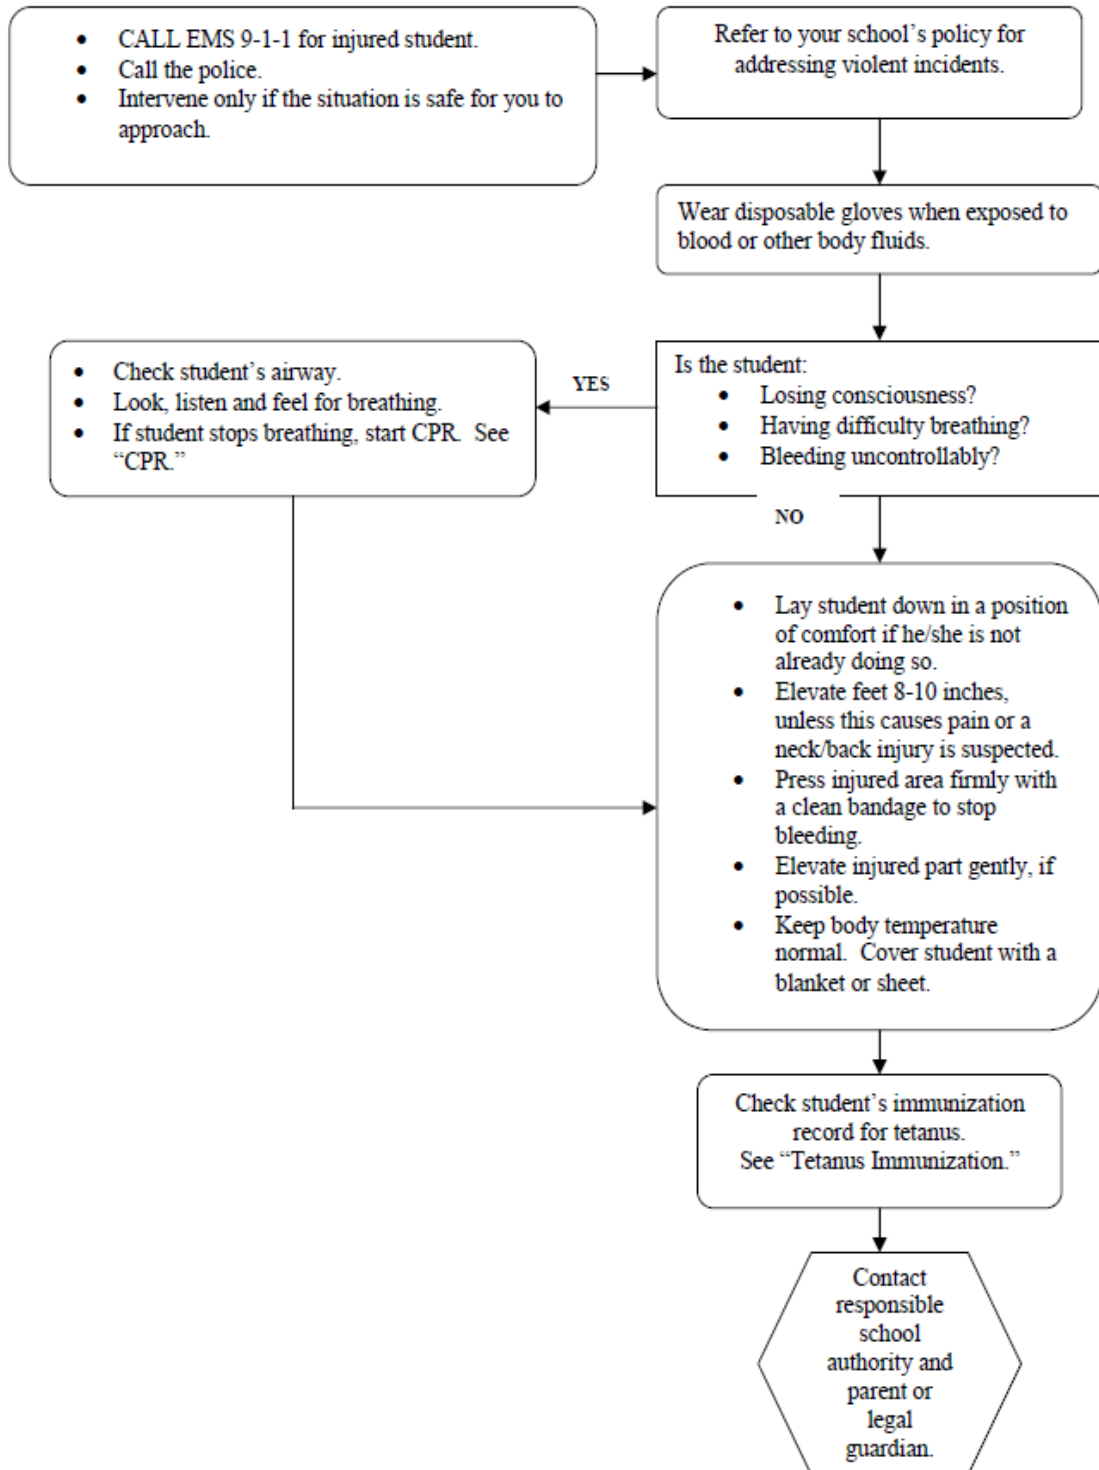 • CALL EMS 9-1-1 for injured student.
• Call the police.
• Intervene only if the situation is safe for you to
approach.
Refer to your school’s policy for
addressing violent incidents.
Wear disposable gloves when exposed to
blood or other body fluids.
Is the student:
• Losing consciousness?
• Having difficulty breathing?
• Bleeding uncontrollably?
YES
• Check student’s airway.
• Look, listen and feel for breathing.
• If student stops breathing, start CPR. See
“CPR.”
NO
• Lay student down in a position
of comfort if he/she is not
already doing so.
• Elevate feet 8-10 inches,
unless this causes pain or a
neck/back injury is suspected.
• Press injured area firmly with
a clean bandage to stop
bleeding.
• Elevate injured part gently, if
possible.
• Keep body temperature
normal. Cover student with a
blanket or sheet.
Check student’s immunization
record for tetanus.
See “Tetanus Immunization.”
Contact
responsible
school
authority and
parent or
legal
guardian.